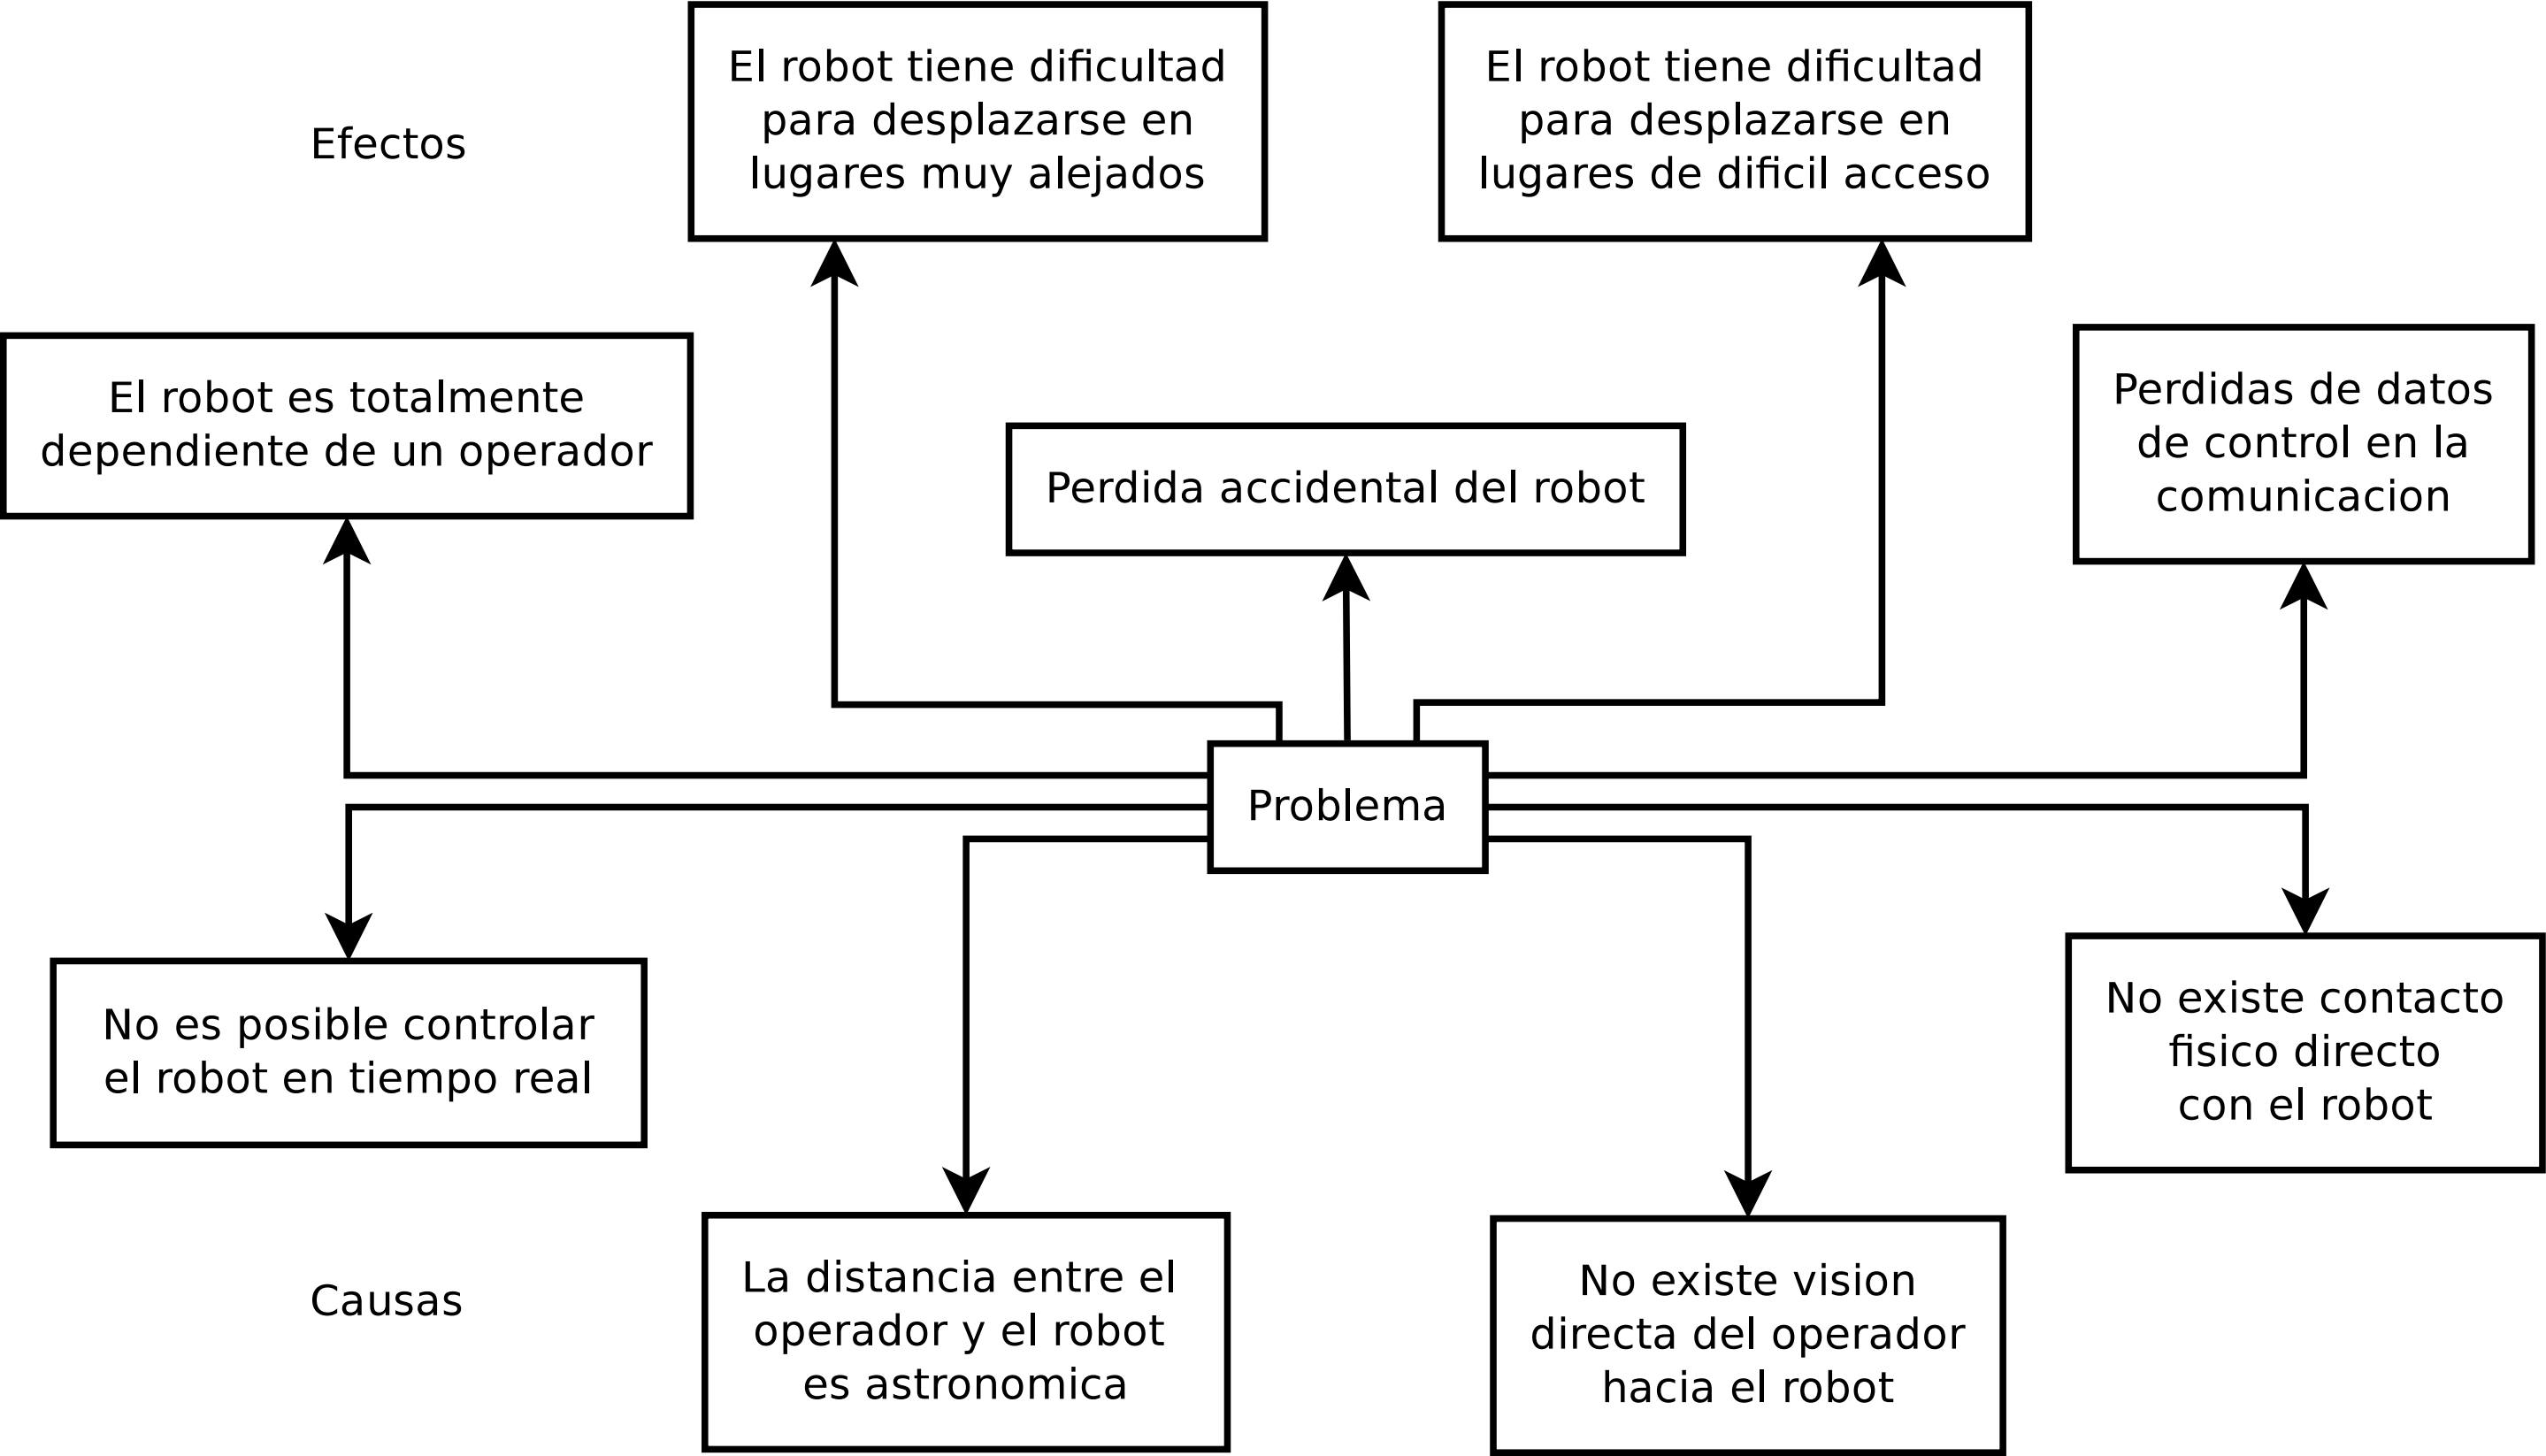 El robot tiene dificultad
para desplazarse en
lugares muy alejados
El robot tiene dificultad
para desplazarse en
lugares de dificil acceso
Efectos
El robot es totalmente
dependiente de un operador
Perdida accidental del robot
Perdidas de datos
de control en la
comunicacion
Problema
No es posible controlar
el robot en tiempo real
No existe contacto
fisico directo
con el robot
La distancia entre el
operador y el robot
es astronomica
No existe vision
directa del operador
hacia el robot
Causas